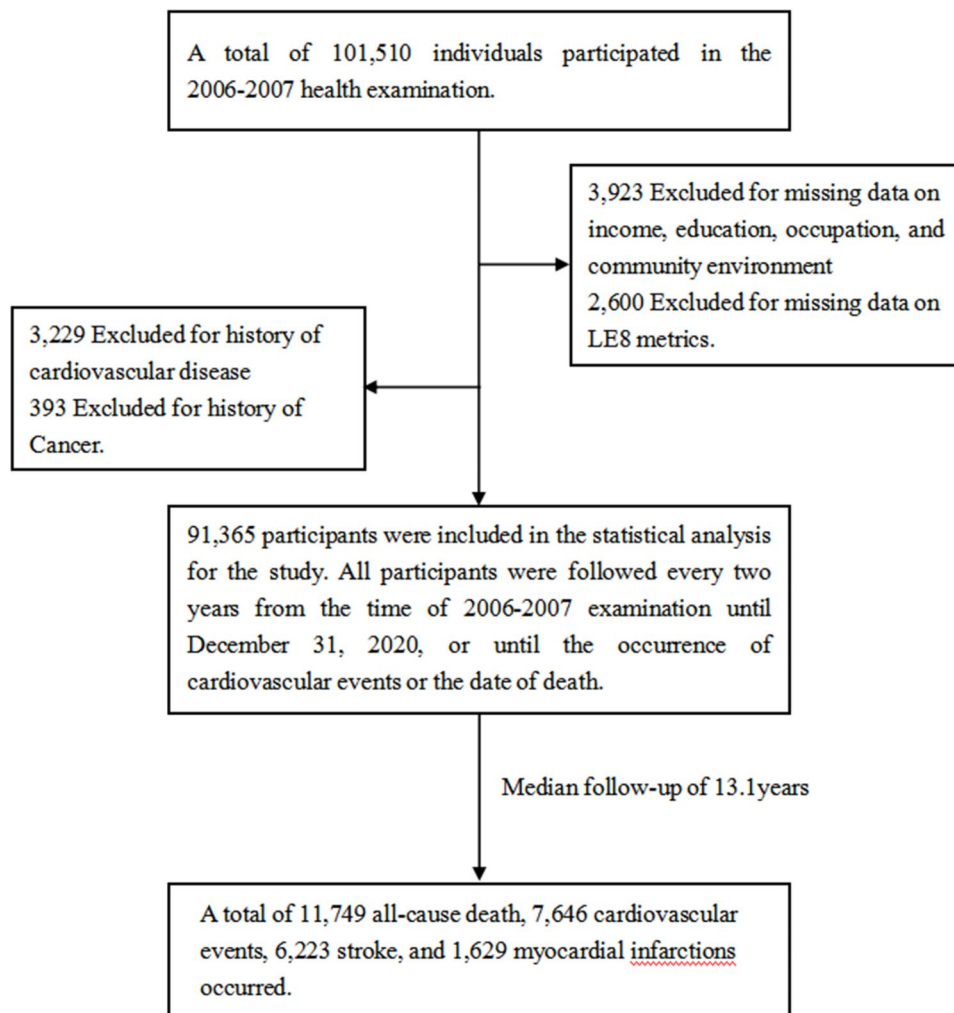 A total of 101,510 individuals participated in the
2006-2007 health examination.
3,923 Excluded for missing data on
income, education, occupation, and
community environment
2,600 Excluded for missing data on
LE8 metrics.
3,229 Excluded for history of
cardiovascular disease
393 Excluded for history of
Cancer.
91,365 participants were included in the statistical analysis
for the study. All participants were followed every two
years from the time of 2006-2007 examination until
December 31, 2020, or until the occurrence of
cardiovascular events or the date of death.
Median follow-up of 13.1years
A total of 11,749 all-cause death, 7,646 cardiovascular
events, 6,223 stroke, and 1,629 myocardial infarctions
occurred.